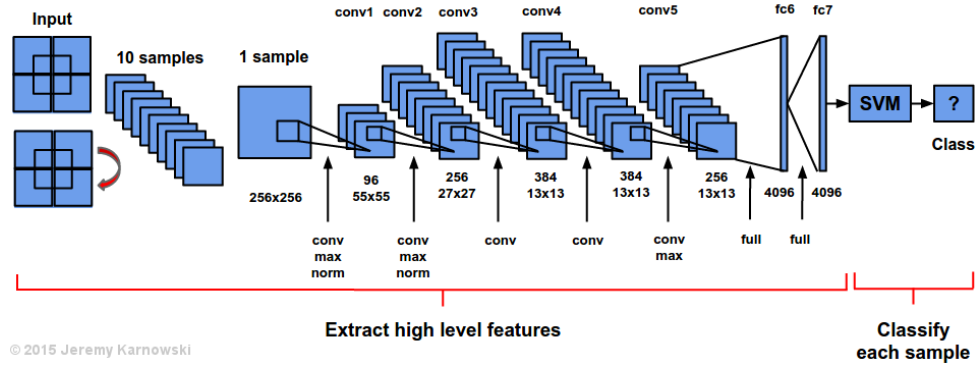 Input
10 samples
1 sample
conv1 conv2 conv3 conv4 conv5 fc6 fc7
SVM
?
Class
256x256
96
55x55
256
27x27
384
13x13
384
13x13
256
13x13
4096
4096
conv
max
norm
conv
max
norm
conv
conv
conv
max
full
full
Extract high level features
Classify
each sample
© 2015 Jeremy Karnowski